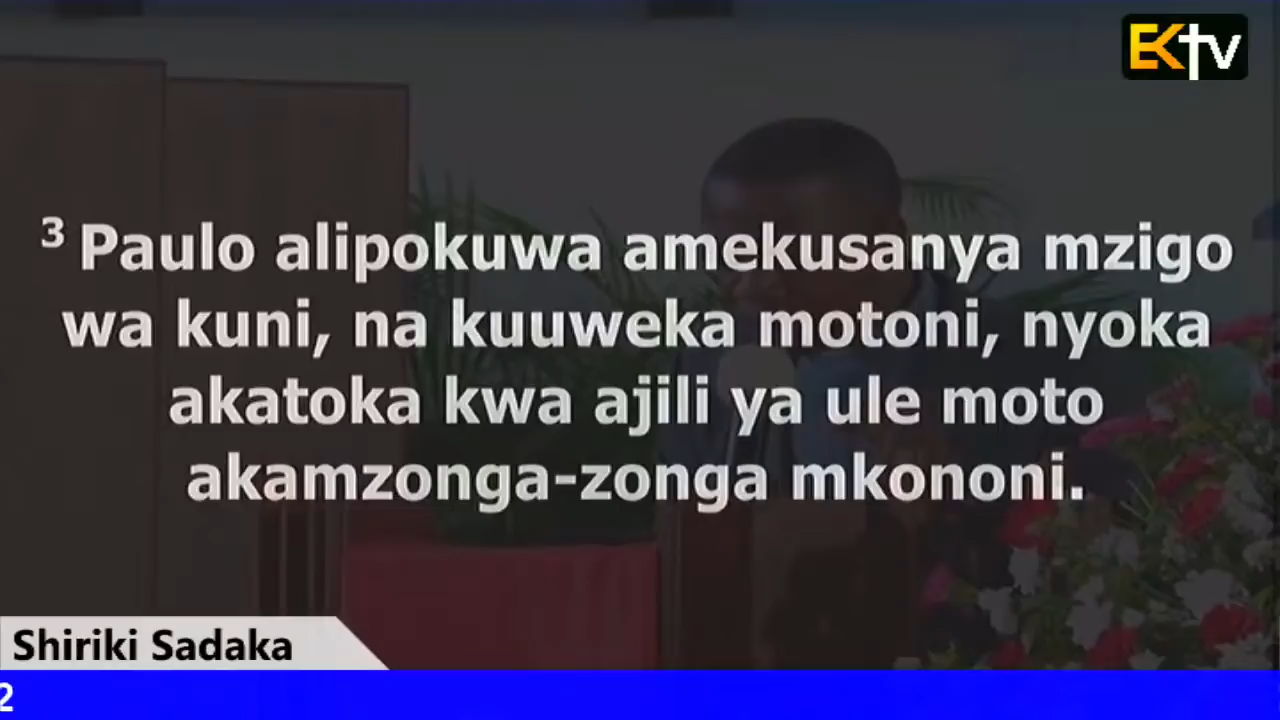 EKTV
3 Paulo alipokuwa amekusanya mzigo
wa kuni, na kuuweka motoni, nyoka
akatoka kwa ajili ya ule moto
akamzonga-zonga mkononi.
Shiriki Sadaka
2